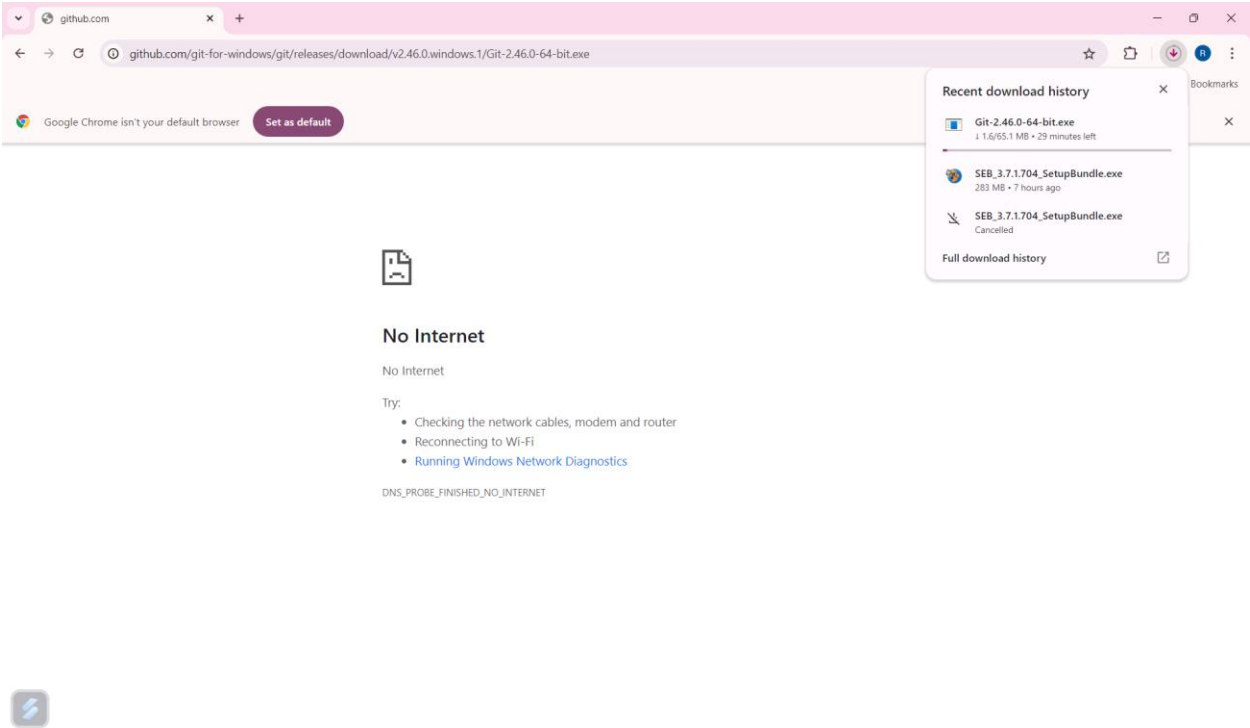 github.com
github.com/git-for-windows/git/releases/download/v2.46.0.windows.1/Git-2.46.0-64-bit.exe
R
Bookmarks
Google Chrome isn't your default browser
Set as default
Recent download history
Git-2.46.0-64-bit.exe
↓ 1.6/65.1 MB • 29 minutes left
SEB_3.7.1.704_SetupBundle.exe
283 MB • 7 hours ago
SEB_3.7.1.704_SetupBundle.exe
Cancelled
Full download history
No Internet
No Internet
Try:
• Checking the network cables, modem and router
• Reconnecting to Wi-Fi
• Running Windows Network Diagnostics
DNS_PROBE_FINISHED_NO_INTERNET